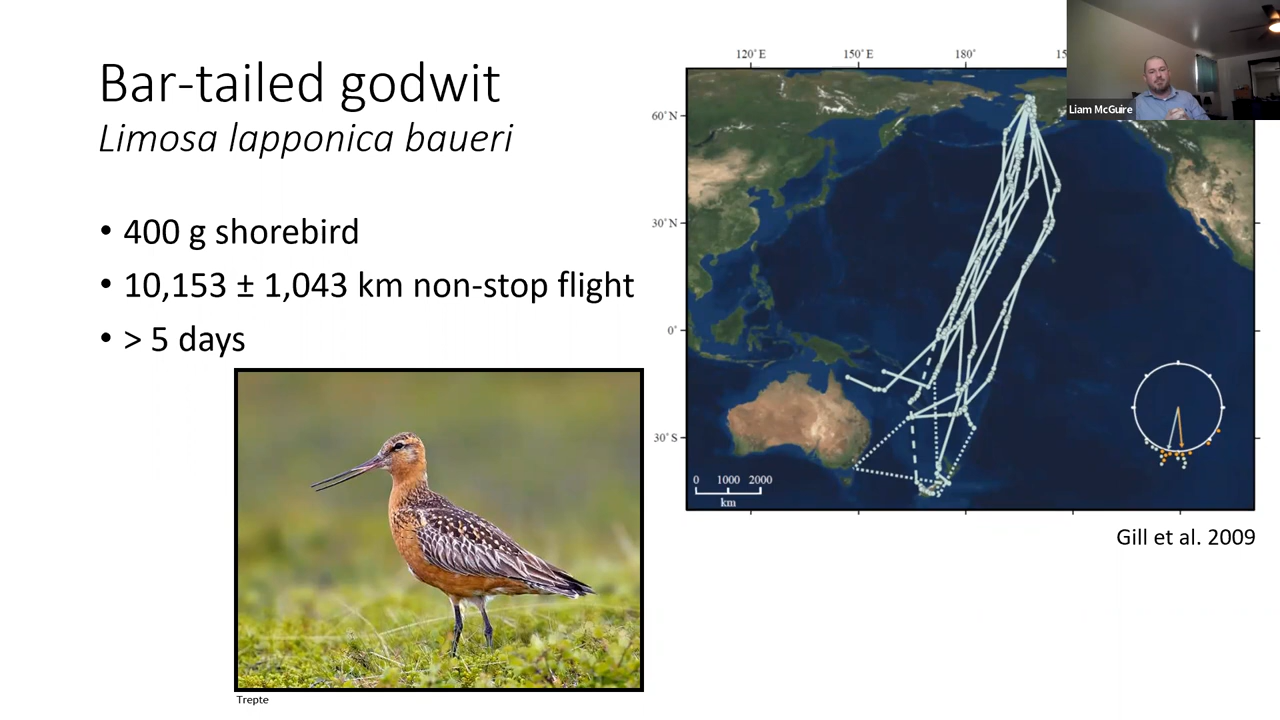 Bar-tailed godwit
Limosa lapponica baueri
• 400 g shorebird
• 10,153 ± 1,043 km non-stop flight
• > 5 days
Trepte
120°E 150°E 180° 15
60°N
30°N
0°
30°S
0 1000 2000
km
Gill et al. 2009
Liam McGuire